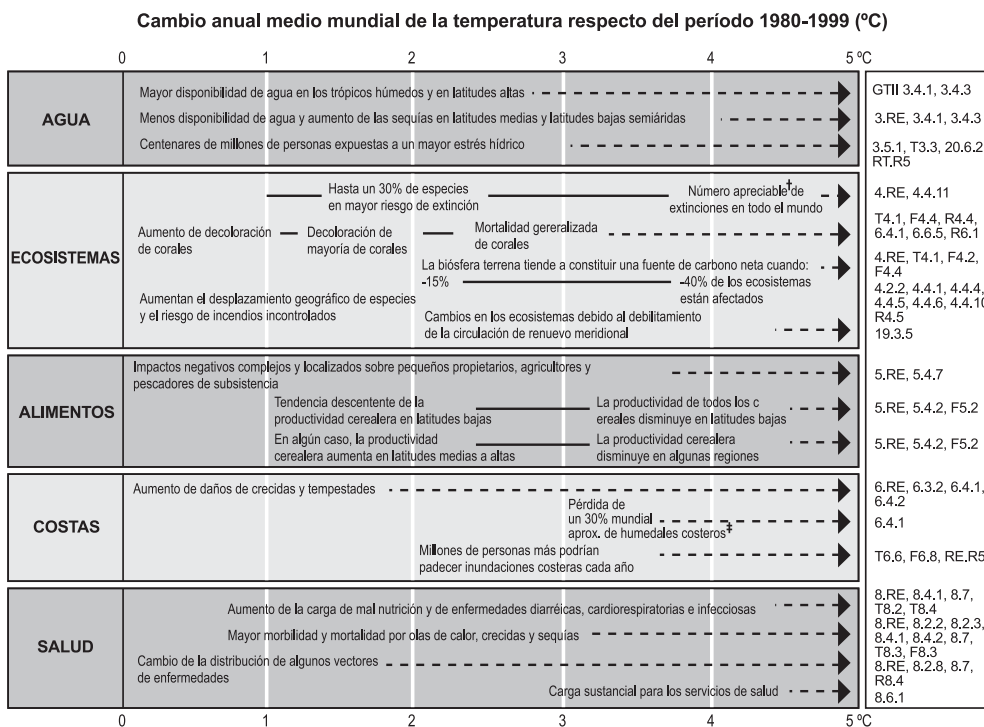 Cambio anual medio mundial de la temperatura respecto del período 1980-1999 (ºC)
0 1 2 3 4 5 ºC
AGUA
Mayor disponibilidad de agua en los trópicos húmedos y en latitudes altas
GTII 3.4.1, 3.4.3
Menos disponibilidad de agua y aumento de las sequías en latitudes medias y latitudes bajas semiáridas
3.RE, 3.4.1, 3.4.3
Centenares de millones de personas expuestas a un mayor estrés hídrico
3.5.1, T3.3, 20.6.2
RT.R5
ECOSISTEMAS
Hasta un 30% de especies
en mayor riesgo de extinción
Número apreciable† de
extinciones en todo el mundo
4.RE, 4.4.11
Aumento de decoloración
de corales
Decoloración de
mayoría de corales
Mortalidad gereralizada
de corales
T4.1, F4.4, R4.4,
6.4.1, 6.6.5, R6.1
La biósfera terrena tiende a constituir una fuente de carbono neta cuando:
-15%
-40% de los ecosistemas
están afectados
4.RE, T4.1, F4.2,
F4.4
Aumentan el desplazamiento geográfico de especies
y el riesgo de incendios incontrolados
4.2.2, 4.4.1, 4.4.4,
4.4.5, 4.4.6, 4.4.10
R4.5
Cambios en los ecosistemas debido al debilitamiento
de la circulación de renuevo meridional
19.3.5
ALIMENTOS
Impactos negativos complejos y localizados sobre pequeños propietarios, agricultores y
pescadores de subsistencia
5.RE, 5.4.7
Tendencia descentente de la
productividad cerealera en latitudes bajas
La productividad de todos los c
ereales disminuye en latitudes bajas
5.RE, 5.4.2, F5.2
En algún caso, la productividad
cerealera aumenta en latitudes medias a altas
La productividad cerealera
disminuye en algunas regiones
5.RE, 5.4.2, F5.2
COSTAS
Aumento de daños de crecidas y tempestades
6.RE, 6.3.2, 6.4.1,
6.4.2
Pérdida de
un 30% mundial
aprox. de humedales costeros‡
6.4.1
Millones de personas más podrían
padecer inundaciones costeras cada año
T6.6, F6.8, RE.R5
SALUD
Aumento de la carga de mal nutrición y de enfermedades diarréicas, cardiorespiratorias e infecciosas
8.RE, 8.4.1, 8.7,
T8.2, T8.4
Mayor morbilidad y mortalidad por olas de calor, crecidas y sequías
8.RE, 8.2.2, 8.2.3,
8.4.1, 8.4.2, 8.7,
T8.3, F8.3
Cambio de la distribución de algunos vectores
de enfermedades
8.RE, 8.2.8, 8.7,
R8.4
Carga sustancial para los servicios de salud
8.6.1
0 1 2 3 4 5 ºC